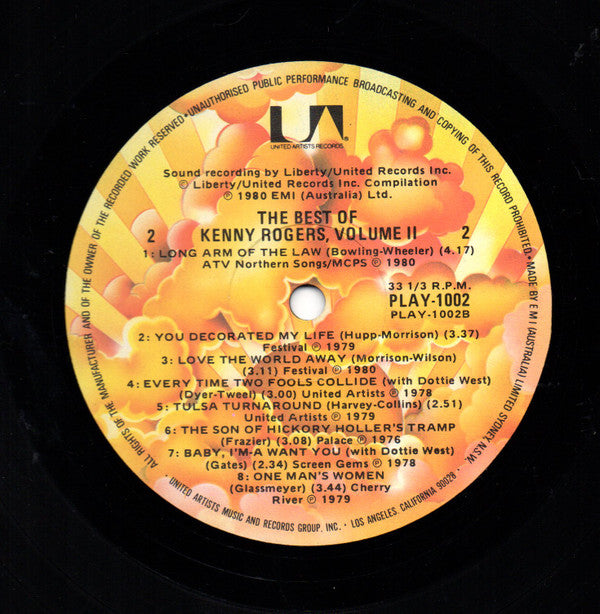 ALL RIGHTS OF THE MANUFACTURER AND OF THE OWNER OF THE RECORDED WORK RESERVED • UNAUTHORISED PUBLIC PERFORMANCE BROADCASTING AND COPYING OF THIS RECORD PROHIBITED • MADE BY E M I (AUSTRALIA) LIMITED SYDNEY, N.S.W.
UA®
UNITED ARTISTS RECORDS
Sound recording by Liberty/United Records Inc.
© Liberty/United Records Inc. Compilation
℗ 1980 EMI (Australia) Ltd.
THE BEST OF
2 KENNY ROGERS, VOLUME II 2
1: LONG ARM OF THE LAW (Bowling-Wheeler) (4.17)
ATV Northern Songs/MCPS ℗ 1980
33 1/3 R.P.M.
PLAY-1002
PLAY-1002B
2: YOU DECORATED MY LIFE (Hupp-Morrison) (3.37)
Festival ℗ 1979
3: LOVE THE WORLD AWAY (Morrison-Wilson)
(3.11) Festival ℗ 1980
4: EVERY TIME TWO FOOLS COLLIDE (with Dottie West)
(Dyer-Tweel) (3.00) United Artists ℗ 1978
5: TULSA TURNAROUND (Harvey-Collins) (2.51)
United Artists ℗ 1979
6: THE SON OF HICKORY HOLLER'S TRAMP
(Frazier) (3.08) Palace ℗ 1976
7: BABY, I'M-A WANT YOU (with Dottie West)
(Gates) (2.34) Screen Gems ℗ 1978
8: ONE MAN'S WOMEN
(Glassmeyer) (3.44) Cherry
River ℗ 1979
• UNITED ARTISTS MUSIC AND RECORDS GROUP, INC. • LOS ANGELES, CALIFORNIA 90028 •